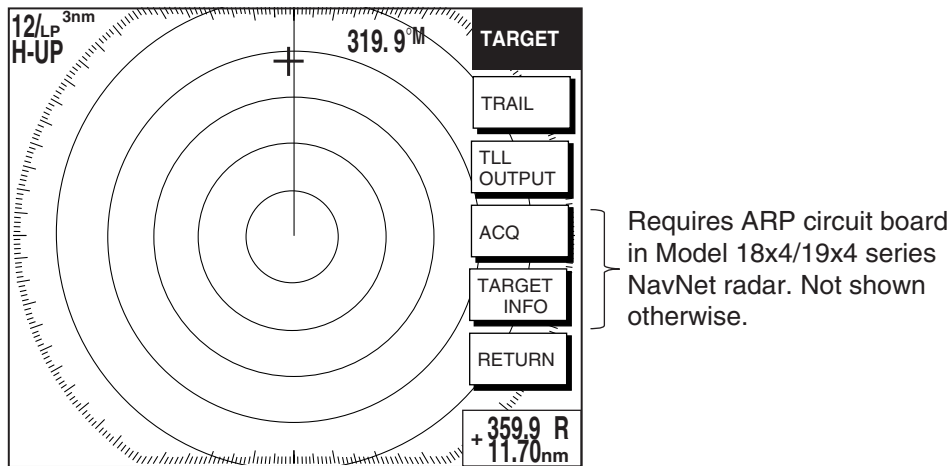 12/LP 3nm
H-UP
319. 9°M
TARGET
TRAIL
TLL
OUTPUT
ACQ
TARGET
INFO
RETURN
+ 359.9 R
11.70nm
Requires ARP circuit board
in Model 18x4/19x4 series
NavNet radar. Not shown
otherwise.